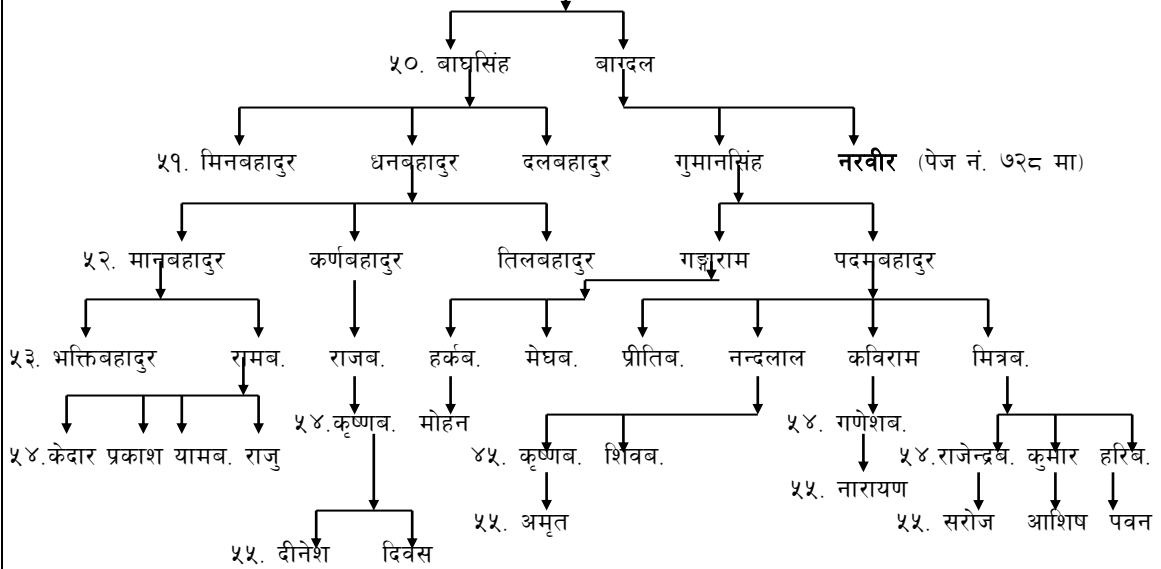 ५०. बाघसिंह बाग्दल
५१. मिनबहादुर धनबहादुर दलबहादुर गुमानसिंह नरवीर (पेज नं. ७२८ मा)
५२. मानबहादुर कर्णबहादुर तिलबहादुर गङ्गाराम पदमबहादुर
५३. भक्तिबहादुर रामब. राजब. हर्कब. मेघब. प्रीतिब. नन्दलाल कविराम मित्रब.
५४.कृष्णब. मोहन ५४. गणेशब.
५४.केदार प्रकाश यामब. राजु ४५. कृष्णब. शिवब. ५४.राजेन्द्रब. कुमार हरिब.
५५. नारायण
५५. अमृत ५५. सरोज आशिष पवन
५५. दीनेश दिवस